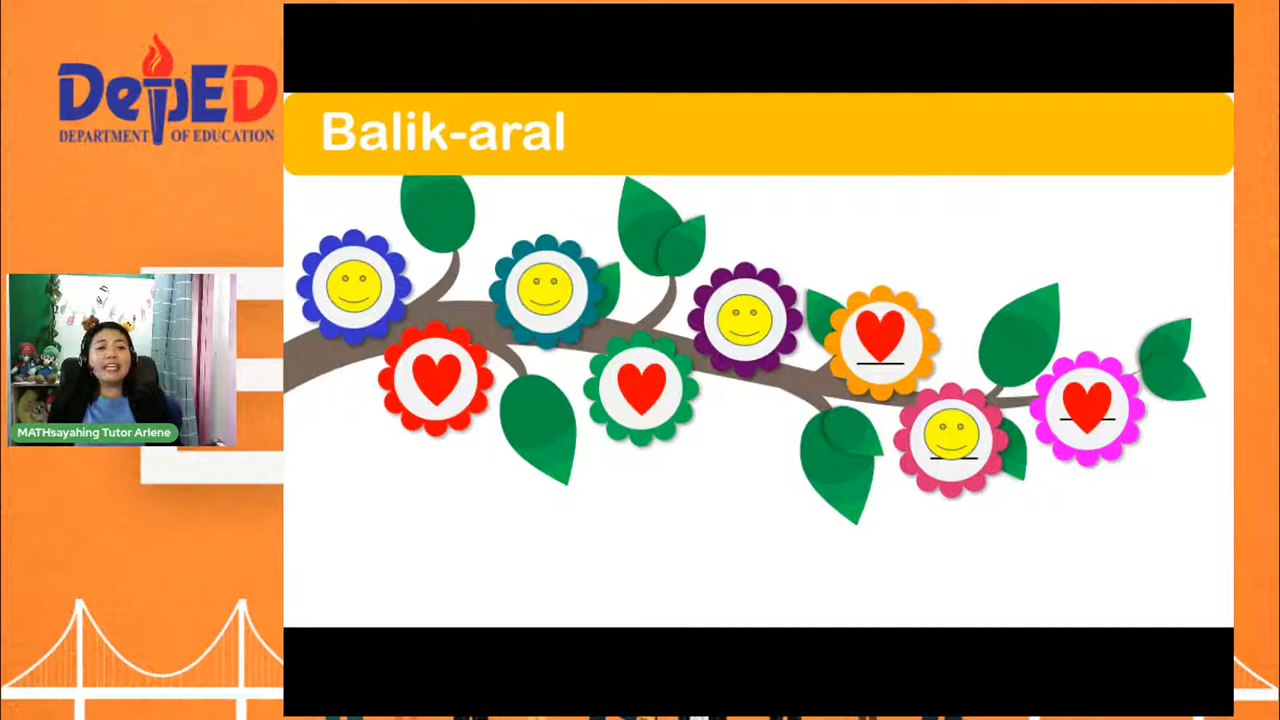 DepED
DEPARTMENT OF EDUCATION
Balik-aral
MATHsayahing Tutor Arlene